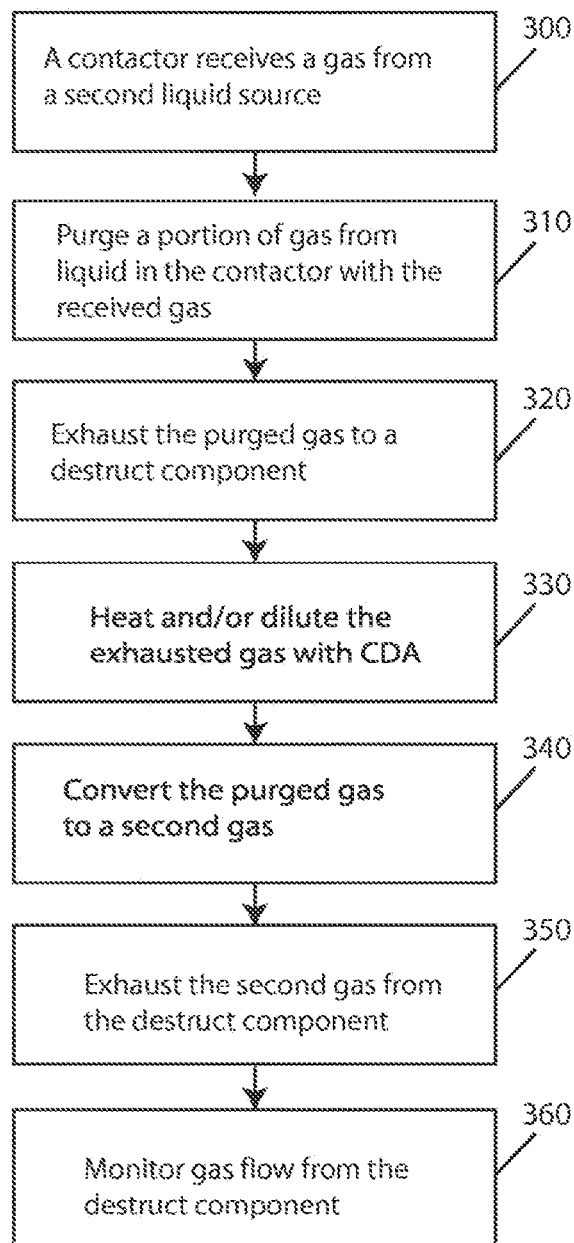 300
A contactor receives a gas from
a second liquid source
310
Purge a portion of gas from
liquid in the contactor with the
received gas
320
Exhaust the purged gas to a
destruct component
330
Heat and/or dilute the
exhausted gas with CDA
340
Convert the purged gas
to a second gas
350
Exhaust the second gas from
the destruct component
360
Monitor gas flow from the
destruct component